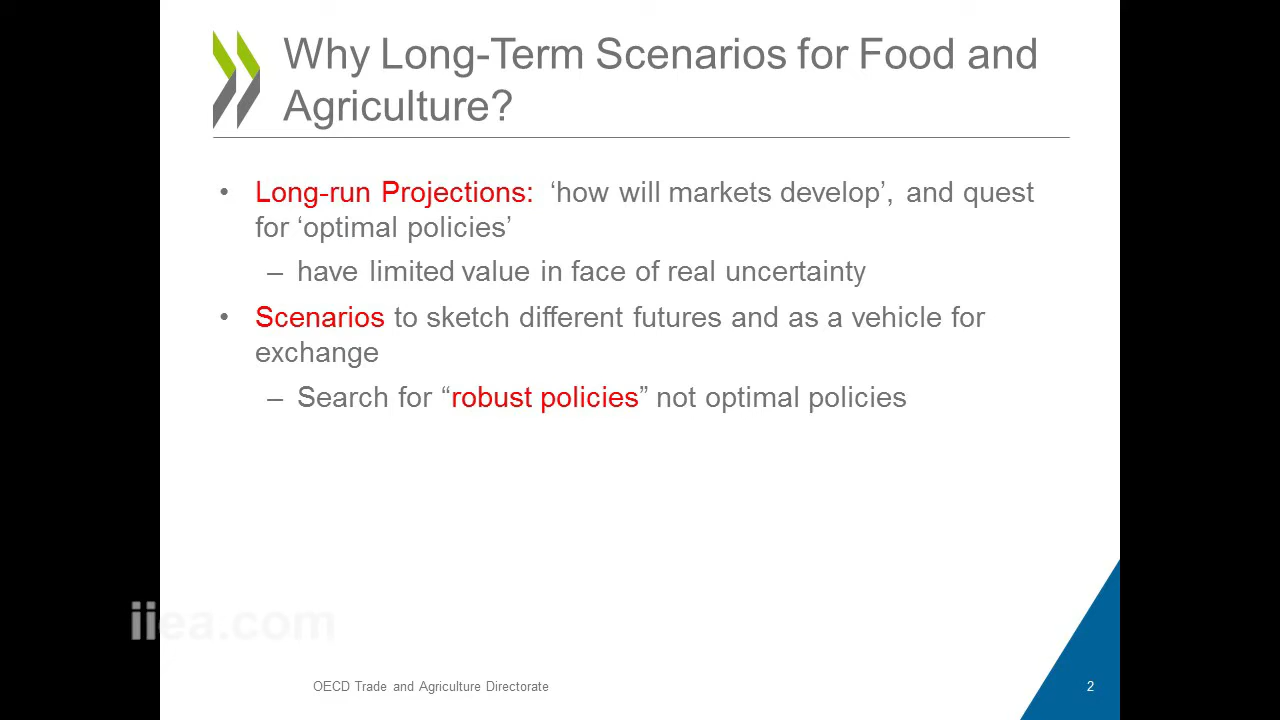 Why Long-Term Scenarios for Food and
Agriculture?
• Long-run Projections: ‘how will markets develop’, and quest
for ‘optimal policies’
– have limited value in face of real uncertainty
• Scenarios to sketch different futures and as a vehicle for
exchange
– Search for “robust policies” not optimal policies
iiea.com
OECD Trade and Agriculture Directorate
2